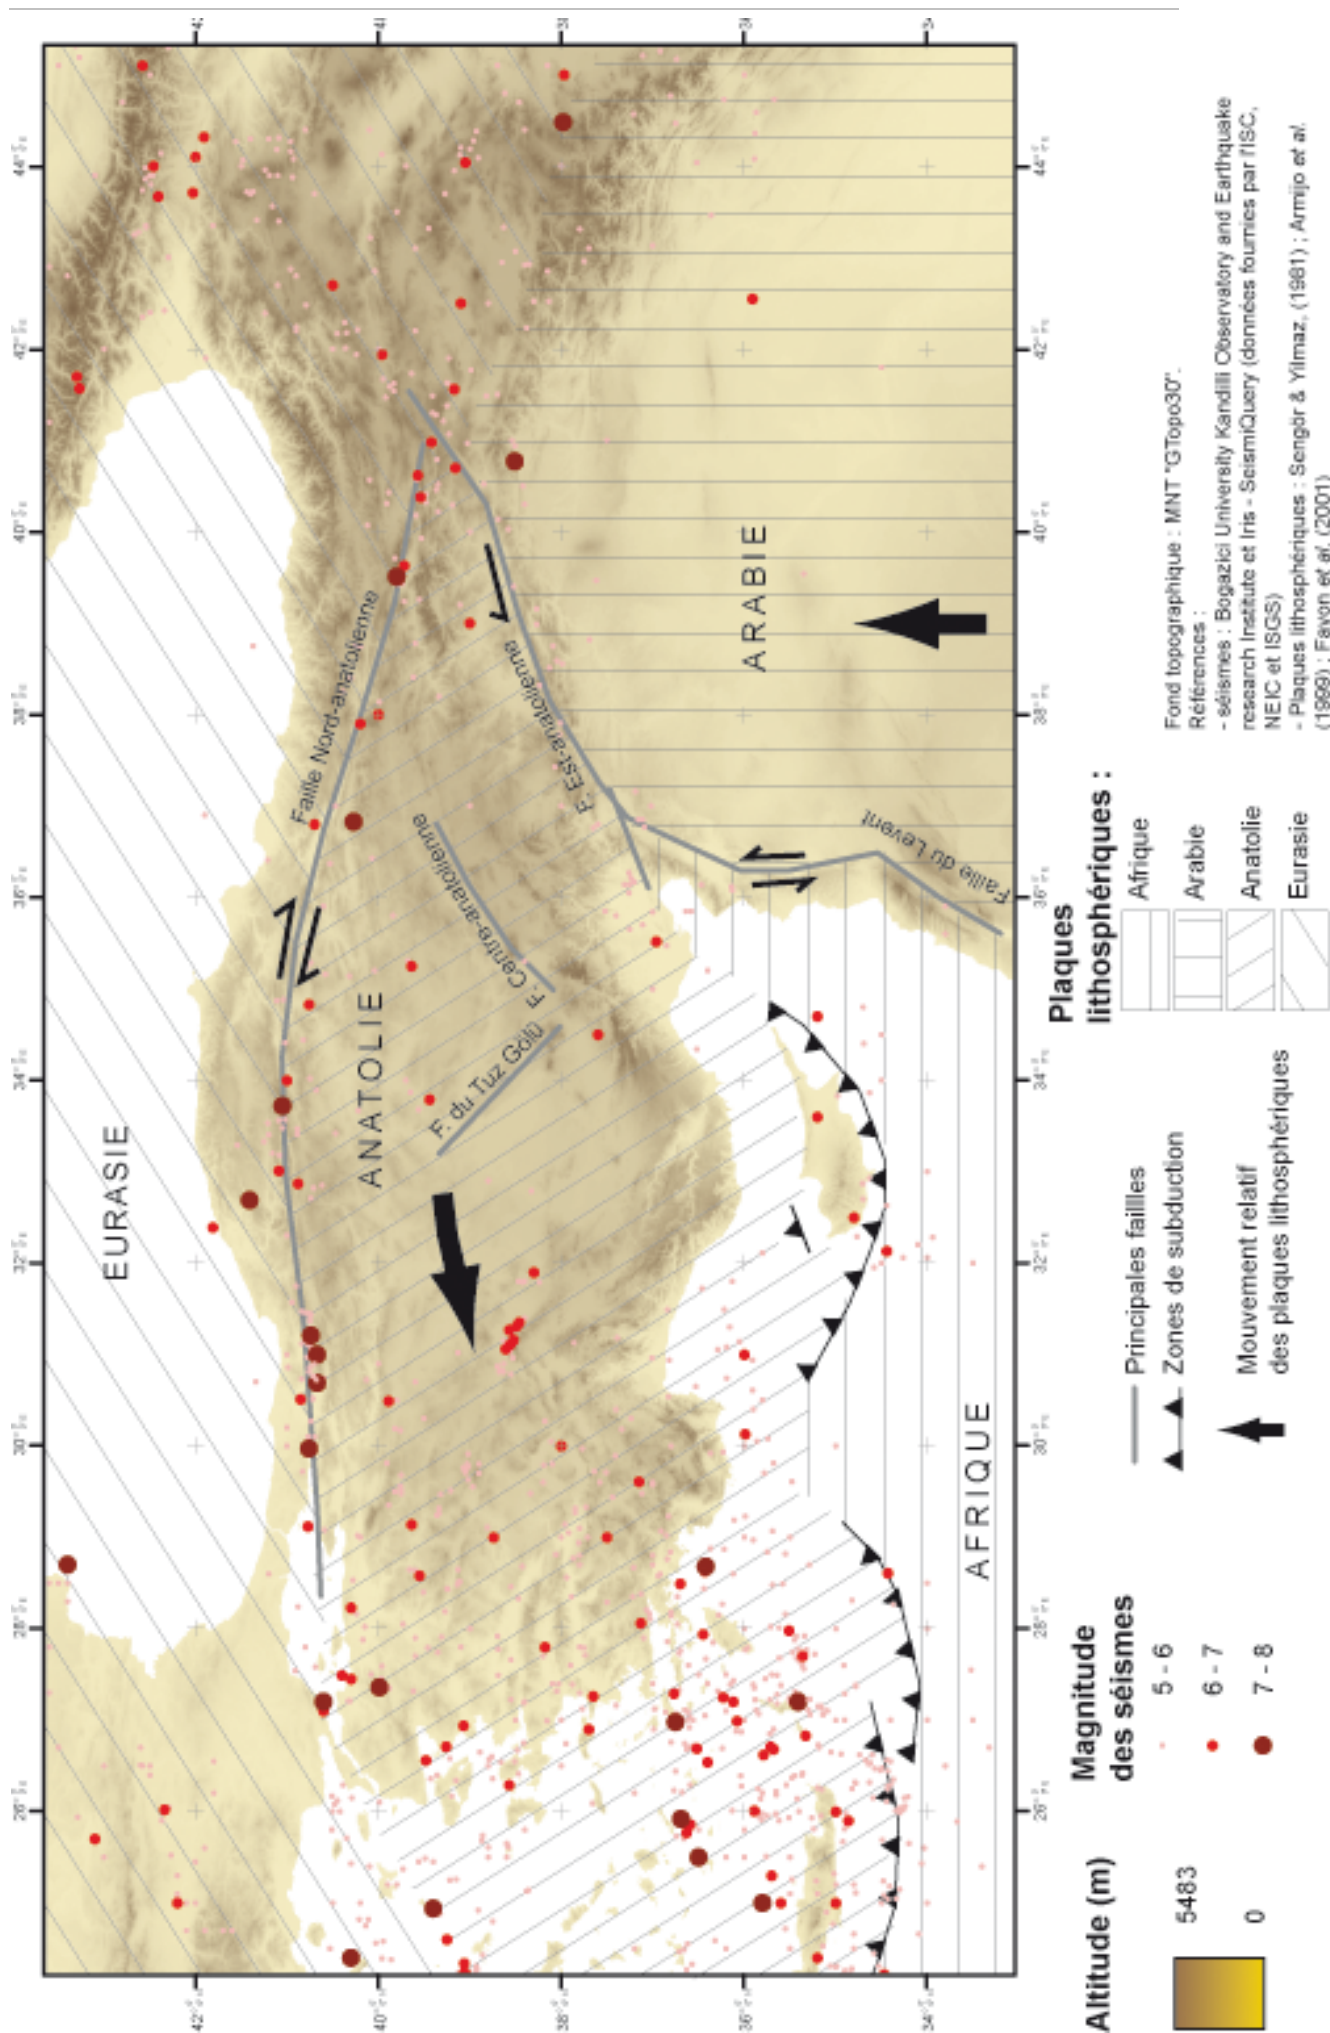 EURASIE
Faille Nord-anatolienne
ANATOLIE
F. Centre-anatolienne
F. du Tuz Gölü
F. Est-anatolienne
ARABIE
Faille du Levent
AFRIQUE
Altitude (m)
5483
0
Magnitude
des séismes
5 - 6
6 - 7
7 - 8
Principales failles
Zones de subduction
Mouvement relatif
des plaques lithosphériques
Plaques
lithosphériques :
Afrique
Arabie
Anatolie
Eurasie
Fond topographique : MNT "GTopo30".
Références :
- séismes : Bogazici University Kandilli Observatory and Earthquake
research Institute et Iris - SeismiQuery (données fournies par l'ISC,
NEIC et ISGS)
- Plaques lithosphériques : Sengör & Yilmaz, (1981) ; Armijo et al.
(1999) ; Favon et al. (2001)